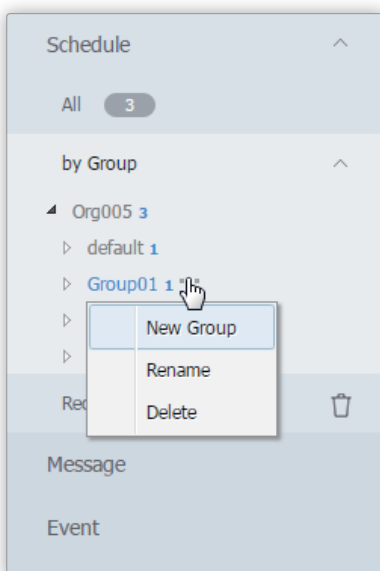 Schedule
All 3
by Group
Org005 3
default 1
Group01 1
New Group
Rename
Delete
Message
Event